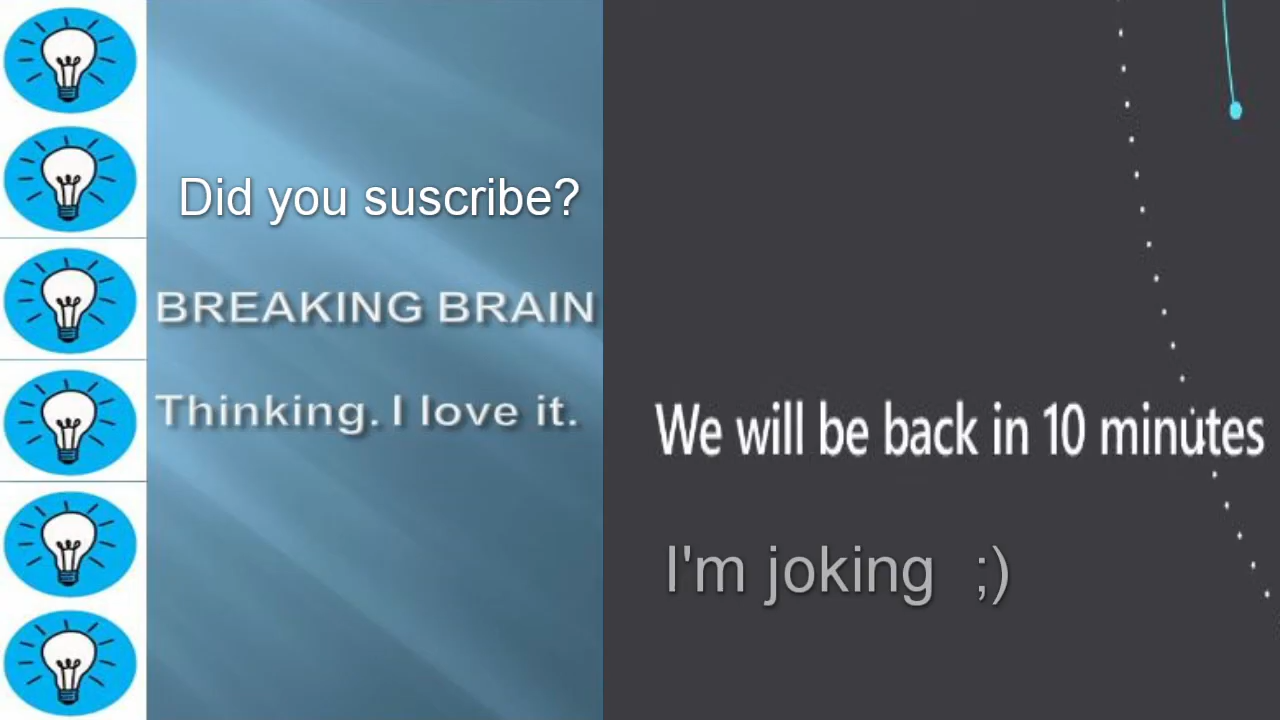 Did you suscribe?
BREAKING BRAIN
Thinking. I love it.
We will be back in 10 minutes
I'm joking ;)